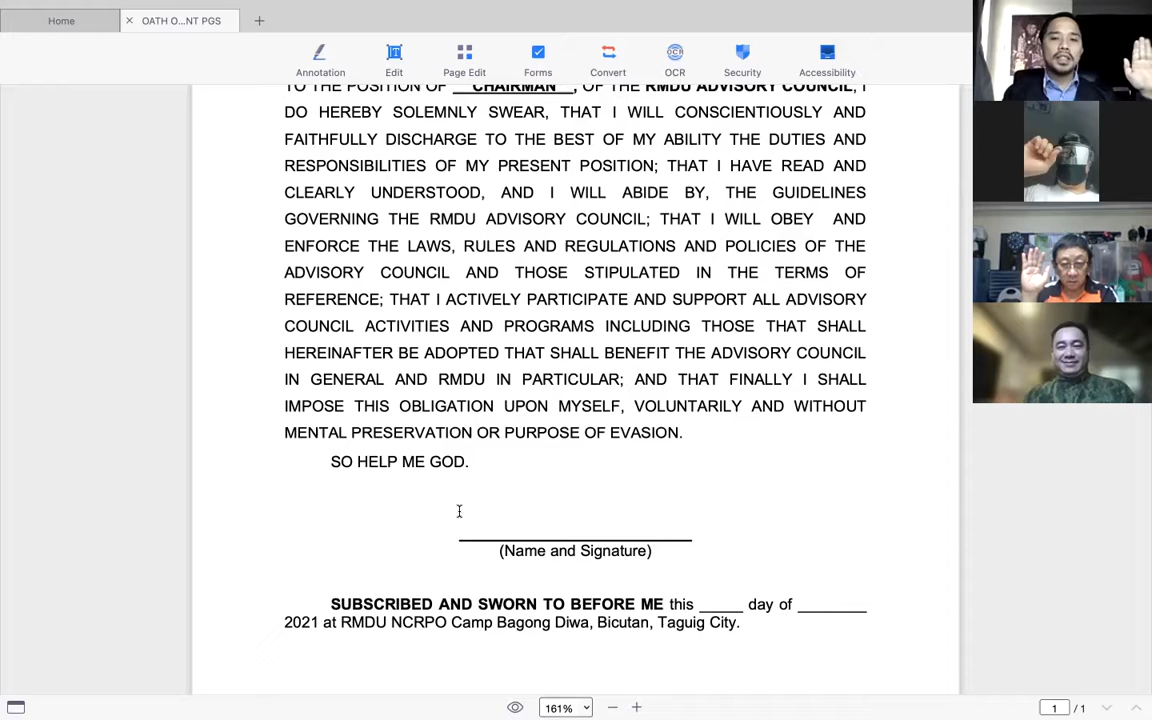 Home
OATH O...NT PGS
Annotation
Edit
Page Edit
Forms
Convert
OCR
OCR
Security
Accessibility
TO THE POSITION OF CHAIRMAN , OF THE RMDU ADVISORY COUNCIL, I
DO HEREBY SOLEMNLY SWEAR, THAT I WILL CONSCIENTIOUSLY AND
FAITHFULLY DISCHARGE TO THE BEST OF MY ABILITY THE DUTIES AND
RESPONSIBILITIES OF MY PRESENT POSITION; THAT I HAVE READ AND
CLEARLY UNDERSTOOD, AND I WILL ABIDE BY, THE GUIDELINES
GOVERNING THE RMDU ADVISORY COUNCIL; THAT I WILL OBEY AND
ENFORCE THE LAWS, RULES AND REGULATIONS AND POLICIES OF THE
ADVISORY COUNCIL AND THOSE STIPULATED IN THE TERMS OF
REFERENCE; THAT I ACTIVELY PARTICIPATE AND SUPPORT ALL ADVISORY
COUNCIL ACTIVITIES AND PROGRAMS INCLUDING THOSE THAT SHALL
HEREINAFTER BE ADOPTED THAT SHALL BENEFIT THE ADVISORY COUNCIL
IN GENERAL AND RMDU IN PARTICULAR; AND THAT FINALLY I SHALL
IMPOSE THIS OBLIGATION UPON MYSELF, VOLUNTARILY AND WITHOUT
MENTAL PRESERVATION OR PURPOSE OF EVASION.
SO HELP ME GOD.
(Name and Signature)
SUBSCRIBED AND SWORN TO BEFORE ME this _____ day of ________
2021 at RMDU NCRPO Camp Bagong Diwa, Bicutan, Taguig City.
161%
1 / 1